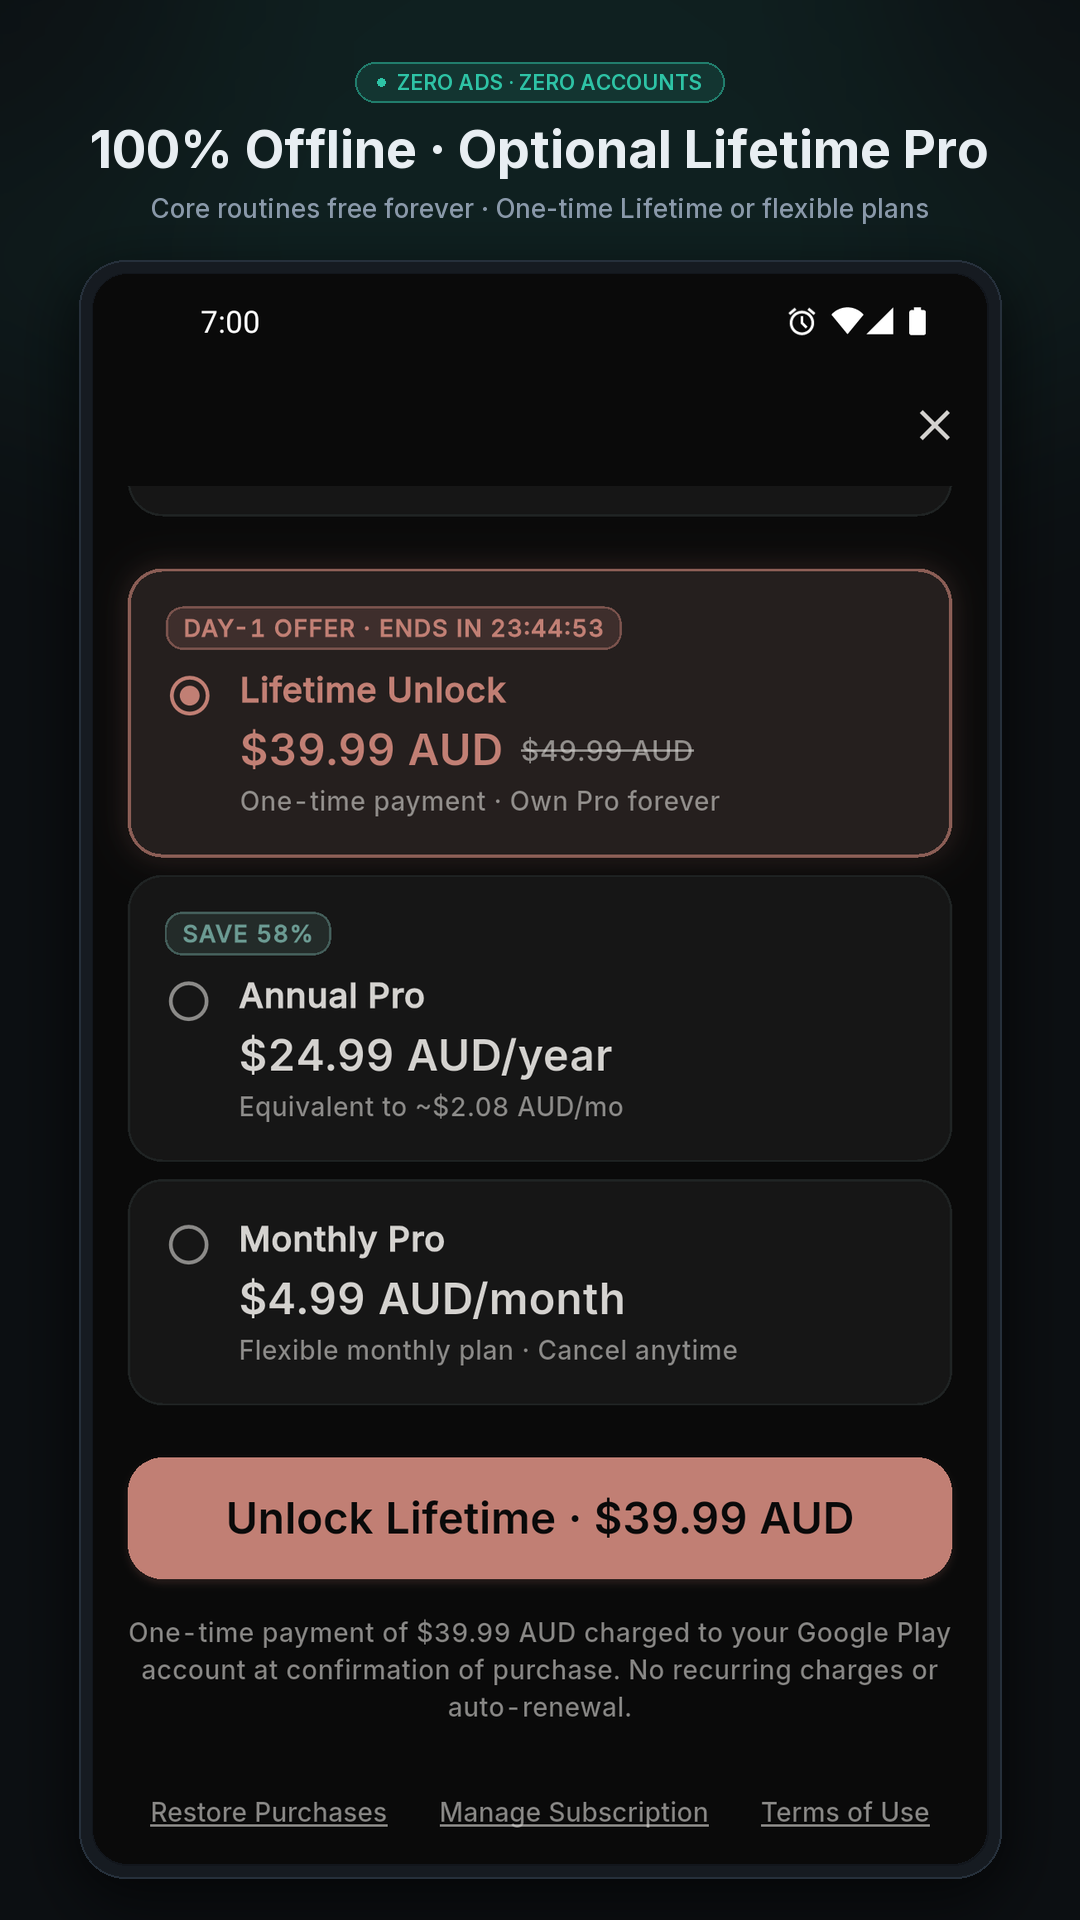 ZERO ADS · ZERO ACCOUNTS
100% Offline · Optional Lifetime Pro
Core routines free forever · One-time Lifetime or flexible plans
7:00
DAY-1 OFFER · ENDS IN 23:44:53
Lifetime Unlock
$39.99 AUD $49.99 AUD
One-time payment · Own Pro forever
SAVE 58%
Annual Pro
$24.99 AUD/year
Equivalent to ~$2.08 AUD/mo
Monthly Pro
$4.99 AUD/month
Flexible monthly plan · Cancel anytime
Unlock Lifetime · $39.99 AUD
One-time payment of $39.99 AUD charged to your Google Play
account at confirmation of purchase. No recurring charges or
auto-renewal.
Restore Purchases Manage Subscription Terms of Use